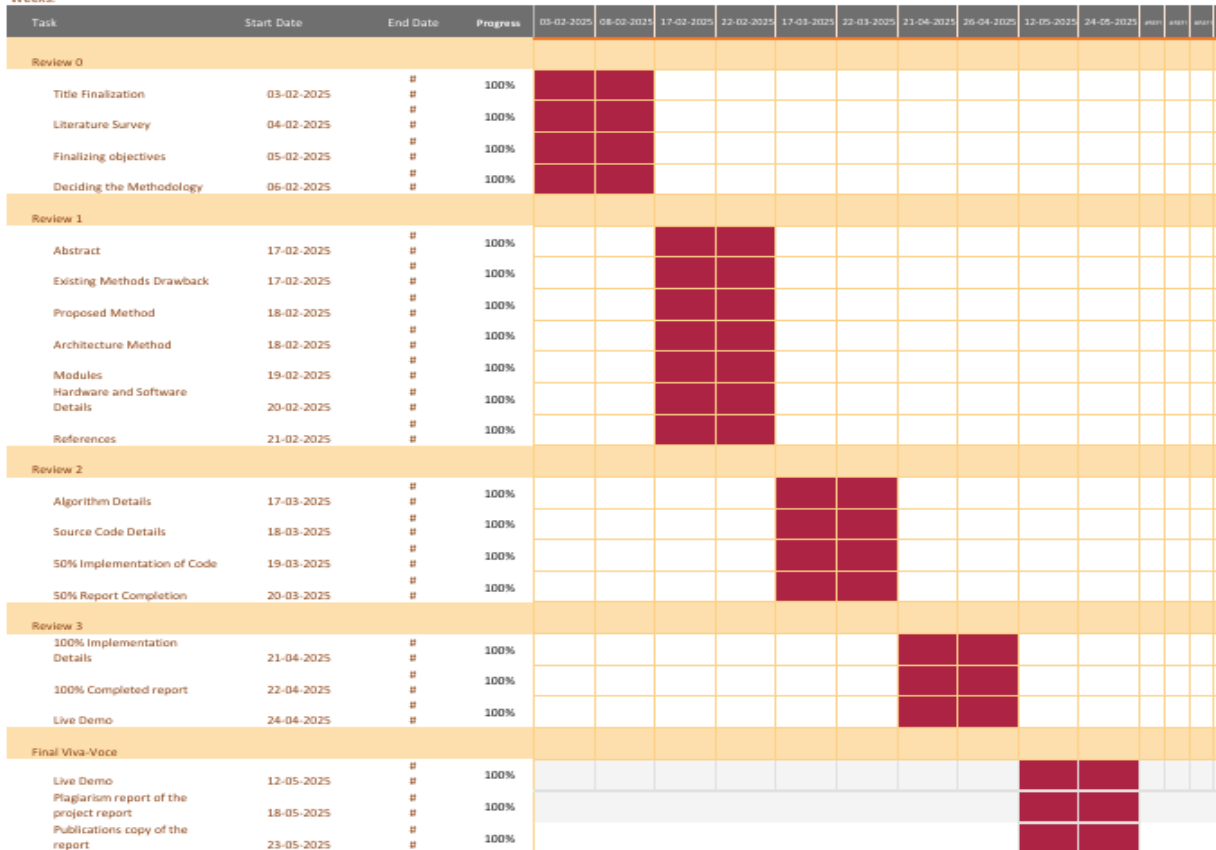 Weeks:
Task Start Date End Date Progress 03-02-2025 08-02-2025 17-02-2025 22-02-2025 17-03-2025 22-03-2025 21-04-2025 26-04-2025 12-05-2025 24-05-2025
Review 0
#
Title Finalization 03-02-2025 # 100%
#
Literature Survey 04-02-2025 # 100%
#
Finalizing objectives 05-02-2025 # 100%
#
Deciding the Methodology 06-02-2025 # 100%
Review 1
#
Abstract 17-02-2025 # 100%
#
Existing Methods Drawback 17-02-2025 # 100%
#
Proposed Method 18-02-2025 # 100%
#
Architecture Method 18-02-2025 # 100%
#
Modules 19-02-2025 # 100%
Hardware and Software #
Details 20-02-2025 # 100%
#
References 21-02-2025 # 100%
Review 2
#
Algorithm Details 17-03-2025 # 100%
#
Source Code Details 18-03-2025 # 100%
#
50% Implementation of Code 19-03-2025 # 100%
#
50% Report Completion 20-03-2025 # 100%
Review 3
100% Implementation #
Details 21-04-2025 # 100%
#
100% Completed report 22-04-2025 # 100%
#
Live Demo 24-04-2025 # 100%
Final Viva-Voce
#
Live Demo 12-05-2025 # 100%
Plagiarism report of the #
project report 18-05-2025 # 100%
Publications copy of the #
report 23-05-2025 # 100%